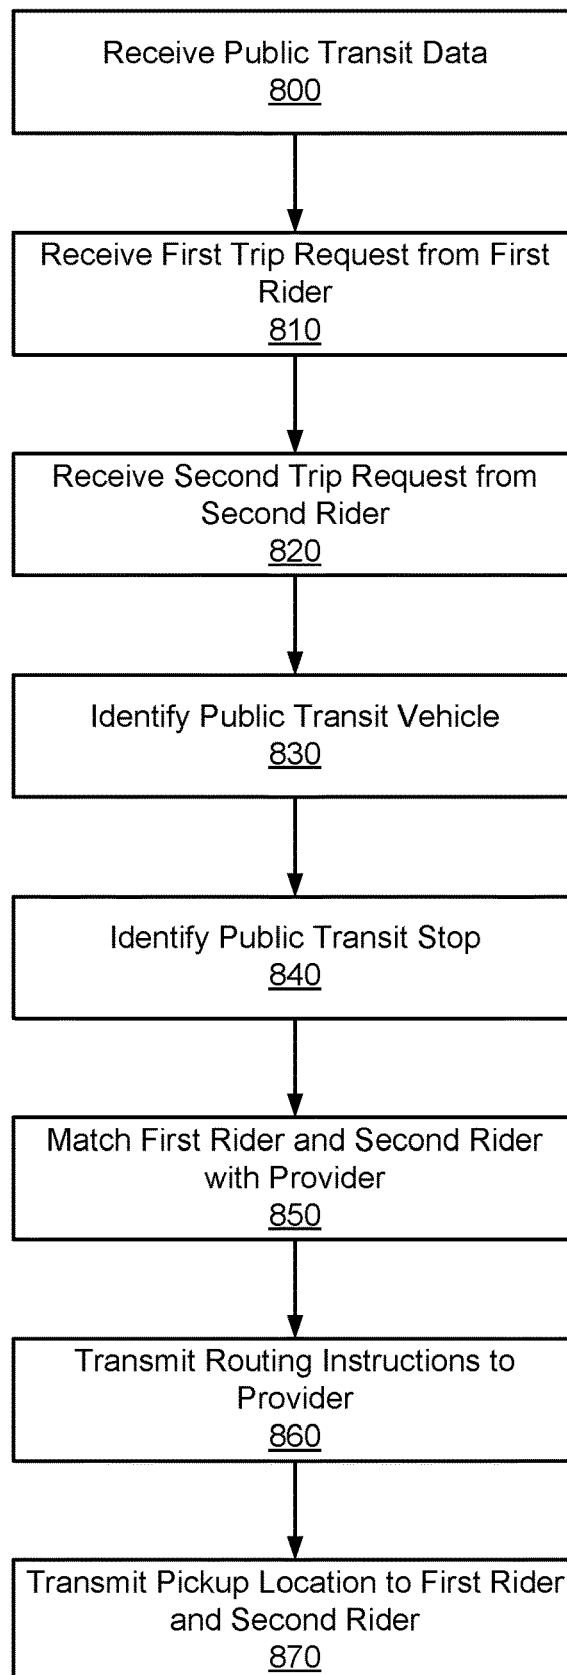 Receive Public Transit Data
800
Receive First Trip Request from First
Rider
810
Receive Second Trip Request from
Second Rider
820
Identify Public Transit Vehicle
830
Identify Public Transit Stop
840
Match First Rider and Second Rider
with Provider
850
Transmit Routing Instructions to
Provider
860
Transmit Pickup Location to First Rider
and Second Rider
870